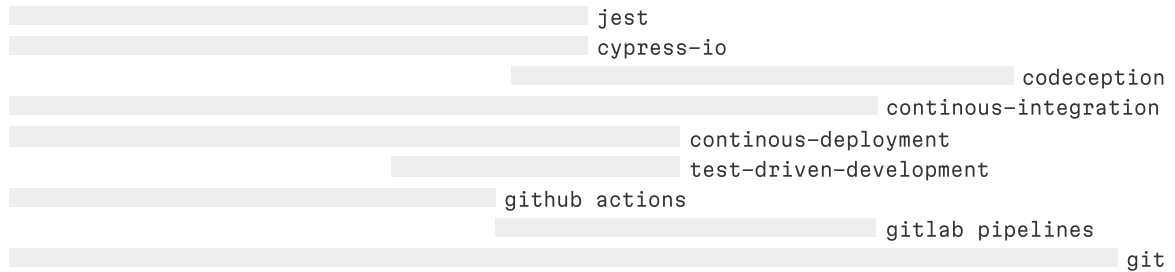 jest
cypress-io
codeception
continous-integration
continous-deployment
test-driven-development
github actions
gitlab pipelines
git